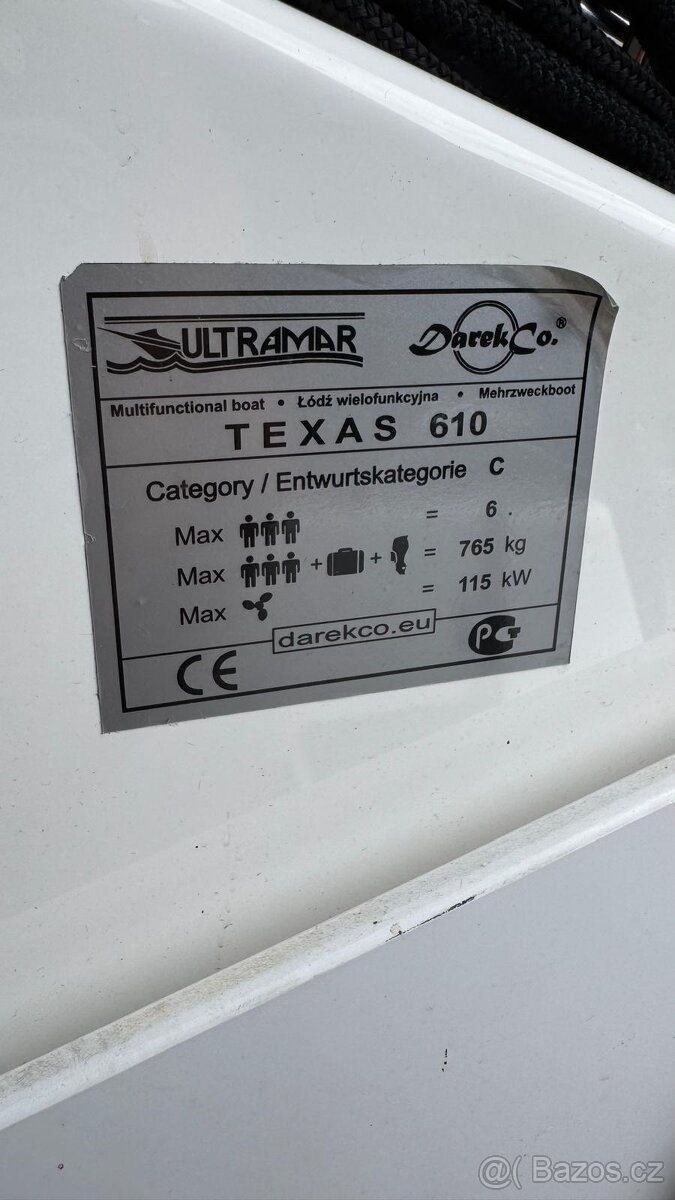 ULTRAMAR DarekCo.®
Multifunctional boat • Łódź wielofunkcyjna • Mehrzweckboot
TEXAS 610
Category / Entwurtskategorie C
Max = 6 .
Max + + = 765 kg
Max = 115 kW
darekco.eu
CE PCT
@( Bazos.cz